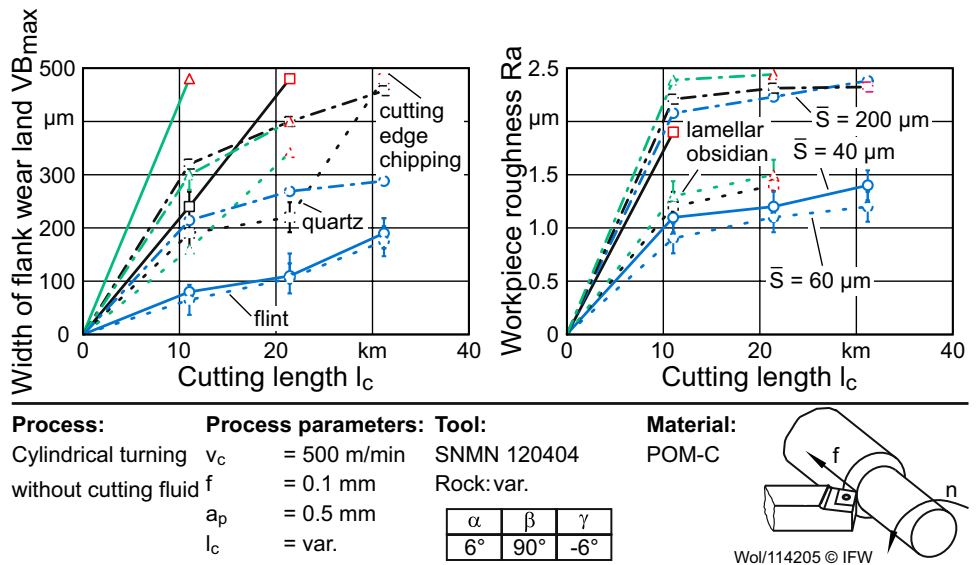 Width of flank wear land VBmax
500
µm
300
200
100
0
0
10
20
km
40
Cutting length lc
cutting
edge
chipping
quartz
flint
Workpiece roughness Ra
2.5
µm
1.5
1.0
0.5
0
0
10
20
km
40
Cutting length lc
lamellar
obsidian
S̅ = 200 µm
S̅ = 40 µm
S̅ = 60 µm
Process:
Cylindrical turning
without cutting fluid
Process parameters:
vc = 500 m/min
f = 0.1 mm
ap = 0.5 mm
lc = var.
Tool:
SNMN 120404
Rock: var.
α β γ
6° 90° -6°
Material:
POM-C
f
n
Wol/114205 © IFW